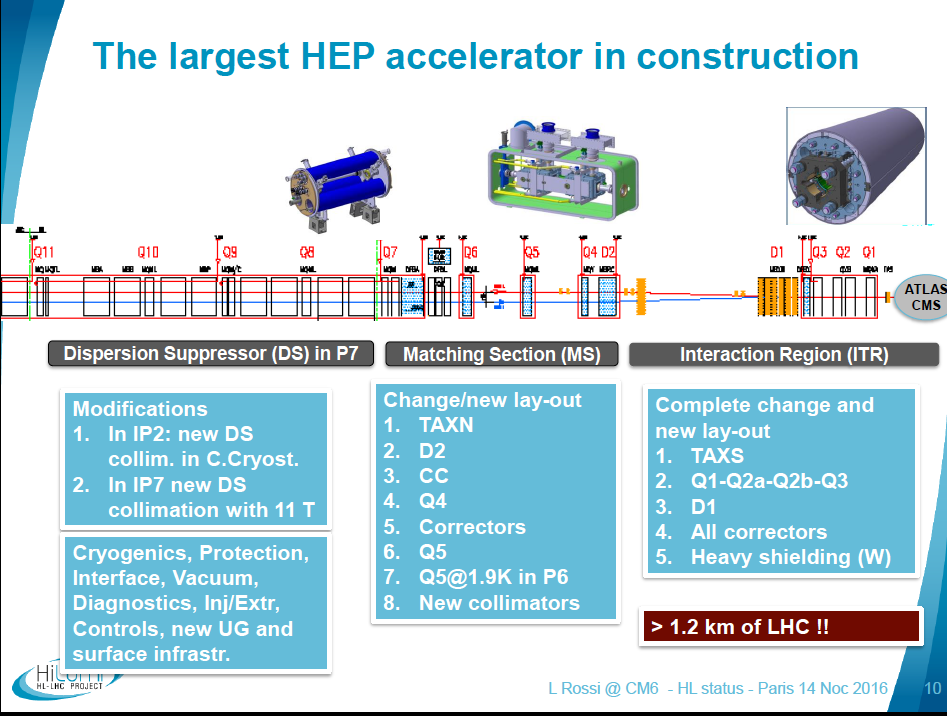 The largest HEP accelerator in construction
Q11 Q10 Q9 Q8 Q7 Q6 Q5 Q4 D2 D1 Q3 Q2 Q1
ATLAS
CMS
Dispersion Suppressor (DS) in P7
Matching Section (MS)
Interaction Region (ITR)
Modifications
1. In IP2: new DS
collim. in C.Cryost.
2. In IP7 new DS
collimation with 11 T
Cryogenics, Protection,
Interface, Vacuum,
Diagnostics, Inj/Extr,
Controls, new UG and
surface infrastr.
Change/new lay-out
1. TAXN
2. D2
3. CC
4. Q4
5. Correctors
6. Q5
7. Q5@1.9K in P6
8. New collimators
Complete change and
new lay-out
1. TAXS
2. Q1-Q2a-Q2b-Q3
3. D1
4. All correctors
5. Heavy shielding (W)
> 1.2 km of LHC !!
HL-LHC PROJECT
L Rossi @ CM6 - HL status - Paris 14 Noc 2016
10